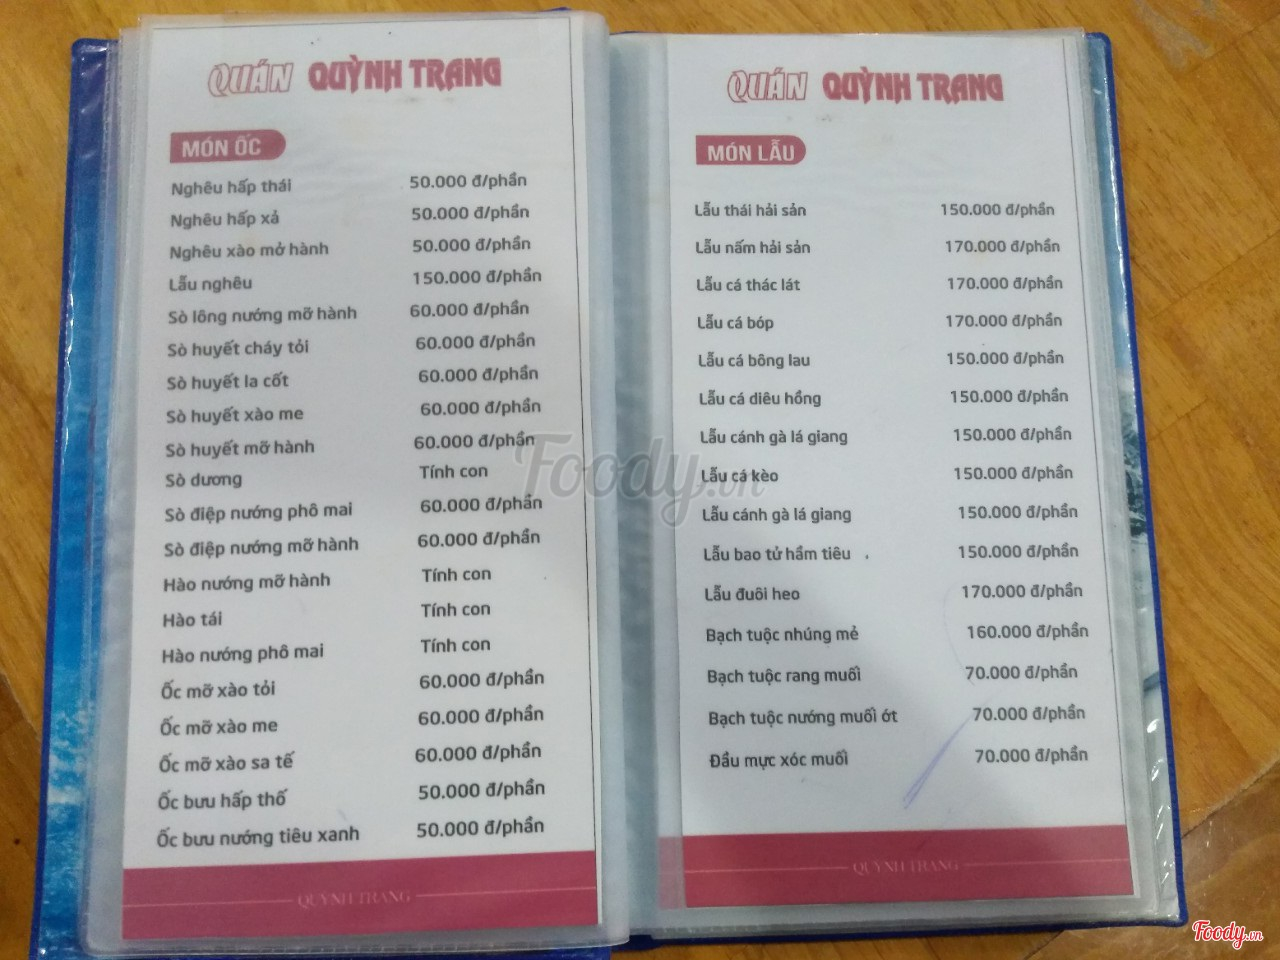 QUÁN QUỲNH TRANG
MÓN ỐC
Nghêu hấp thái 50.000 đ/phần
Nghêu hấp xả 50.000 đ/phần
Nghêu xào mở hành 50.000 đ/phần
Lẫu nghêu 150.000 đ/phần
Sò lông nướng mỡ hành 60.000 đ/phần
Sò huyết cháy tỏi 60.000 đ/phần
Sò huyết la cốt 60.000 đ/phần
Sò huyết xào me 60.000 đ/phần
Sò huyết mỡ hành 60.000 đ/phần
Sò dương Tính con
Sò điệp nướng phô mai 60.000 đ/phần
Sò điệp nướng mỡ hành 60.000 đ/phần
Hào nướng mỡ hành Tính con
Hào tái Tính con
Hào nướng phô mai Tính con
Ốc mỡ xào tỏi 60.000 đ/phần
Ốc mỡ xào me 60.000 đ/phần
Ốc mỡ xào sa tế 60.000 đ/phần
Ốc bưu hấp thố 50.000 đ/phần
Ốc bưu nướng tiêu xanh 50.000 đ/phần
QUỲNH TRANG
QUÁN QUỲNH TRANG
MÓN LẨU
Lẫu thái hải sản 150.000 đ/phần
Lẫu nấm hải sản 170.000 đ/phần
Lẫu cá thác lát 170.000 đ/phần
Lẫu cá bóp 170.000 đ/phần
Lẫu cá bông lau 150.000 đ/phần
Lẫu cá diêu hồng 150.000 đ/phần
Lẫu cánh gà lá giang 150.000 đ/phần
Lẫu cá kèo 150.000 đ/phần
Lẫu cánh gà lá giang 150.000 đ/phần
Lẫu bao tử hầm tiêu 150.000 đ/phần
Lẫu đuôi heo 170.000 đ/phần
Bạch tuộc nhúng mẻ 160.000 đ/phần
Bạch tuộc rang muối 70.000 đ/phần
Bạch tuộc nướng muối ớt 70.000 đ/phần
Đầu mực xóc muối 70.000 đ/phần
QUỲNH TRANG
Foody.vn
Foody.vn